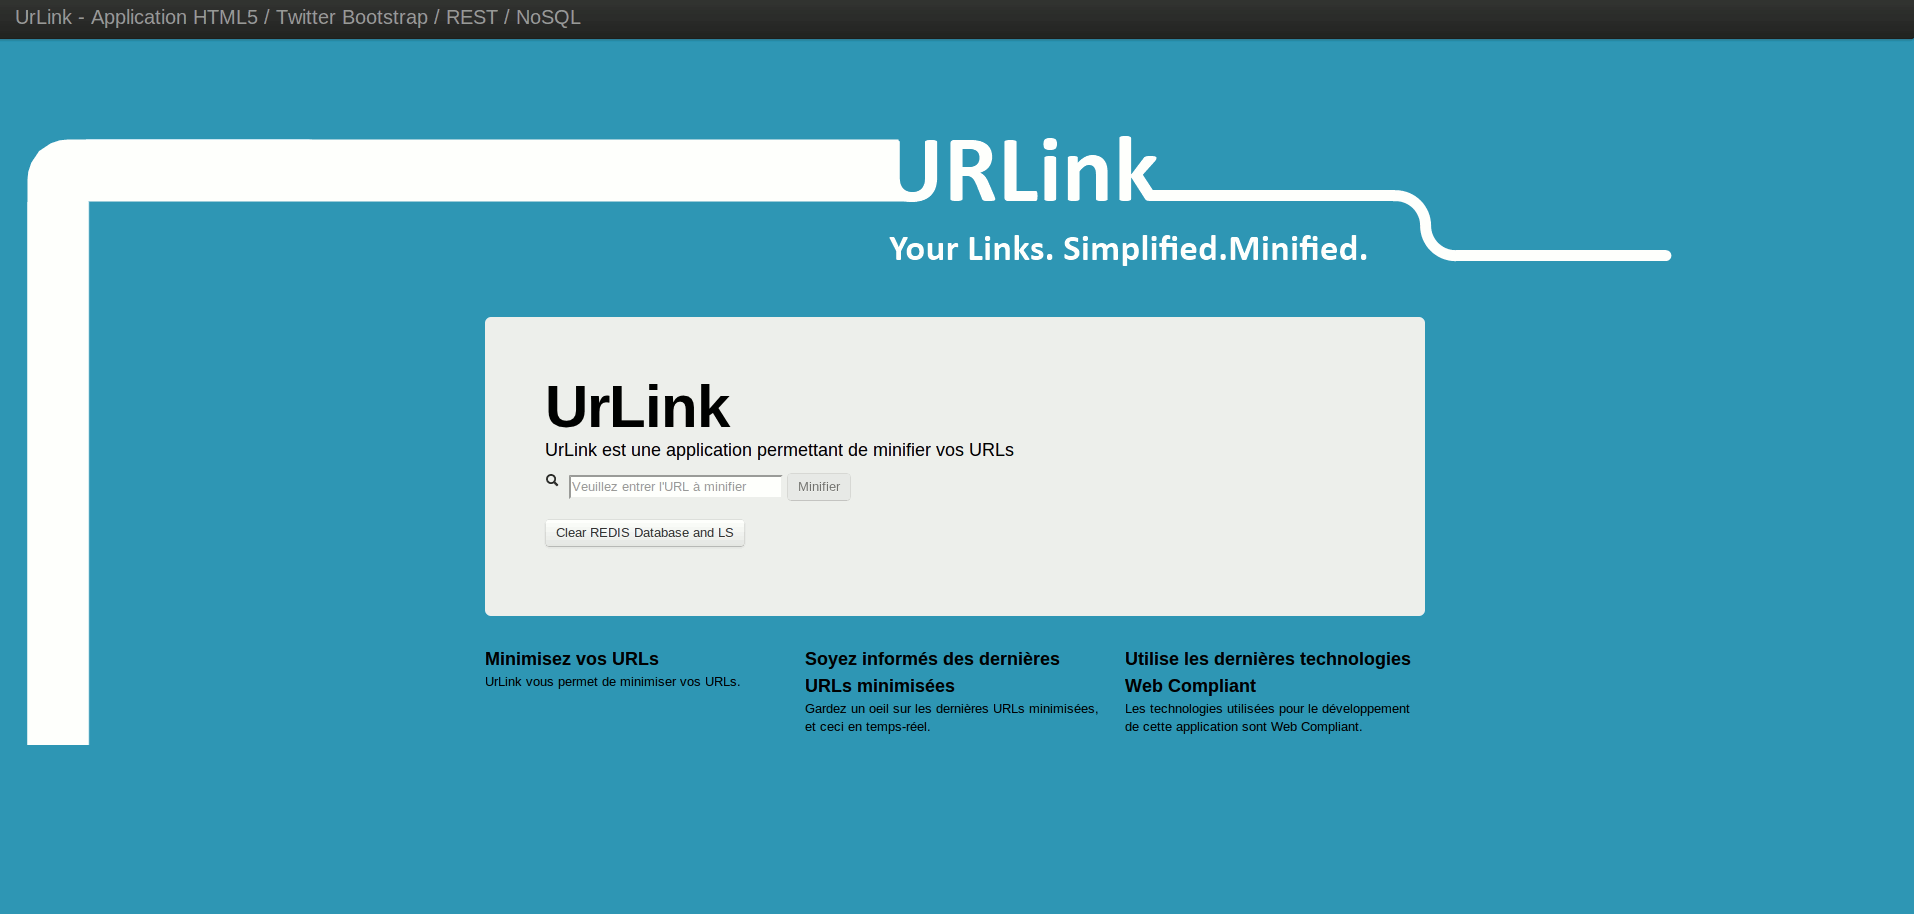 UrLink - Application HTML5 / Twitter Bootstrap / REST / NoSQL
URLink
Your Links. Simplified.Minified.
UrLink
UrLink est une application permettant de minifier vos URLs
Veuillez entrer l'URL à minifier
Minifier
Clear REDIS Database and LS
Minimisez vos URLs
UrLink vous permet de minimiser vos URLs.
Soyez informés des dernières
URLs minimisées
Gardez un oeil sur les dernières URLs minimisées,
et ceci en temps-réel.
Utilise les dernières technologies
Web Compliant
Les technologies utilisées pour le développement
de cette application sont Web Compliant.